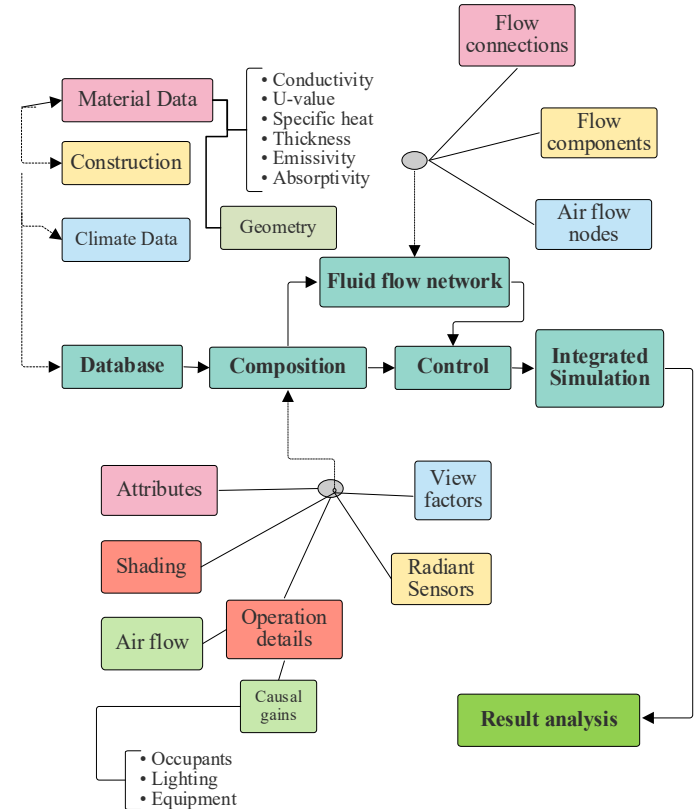 Flow
connections
Material Data
• Conductivity
• U-value
• Specific heat
• Thickness
• Emissivity
• Absorptivity
Flow
components
Construction
Geometry
Air flow
nodes
Climate Data
Fluid flow network
Database
Composition
Control
Integrated
Simulation
Attributes
View
factors
Shading
Radiant
Sensors
Operation
details
Air flow
Causal
gains
Result analysis
• Occupants
• Lighting
• Equipment